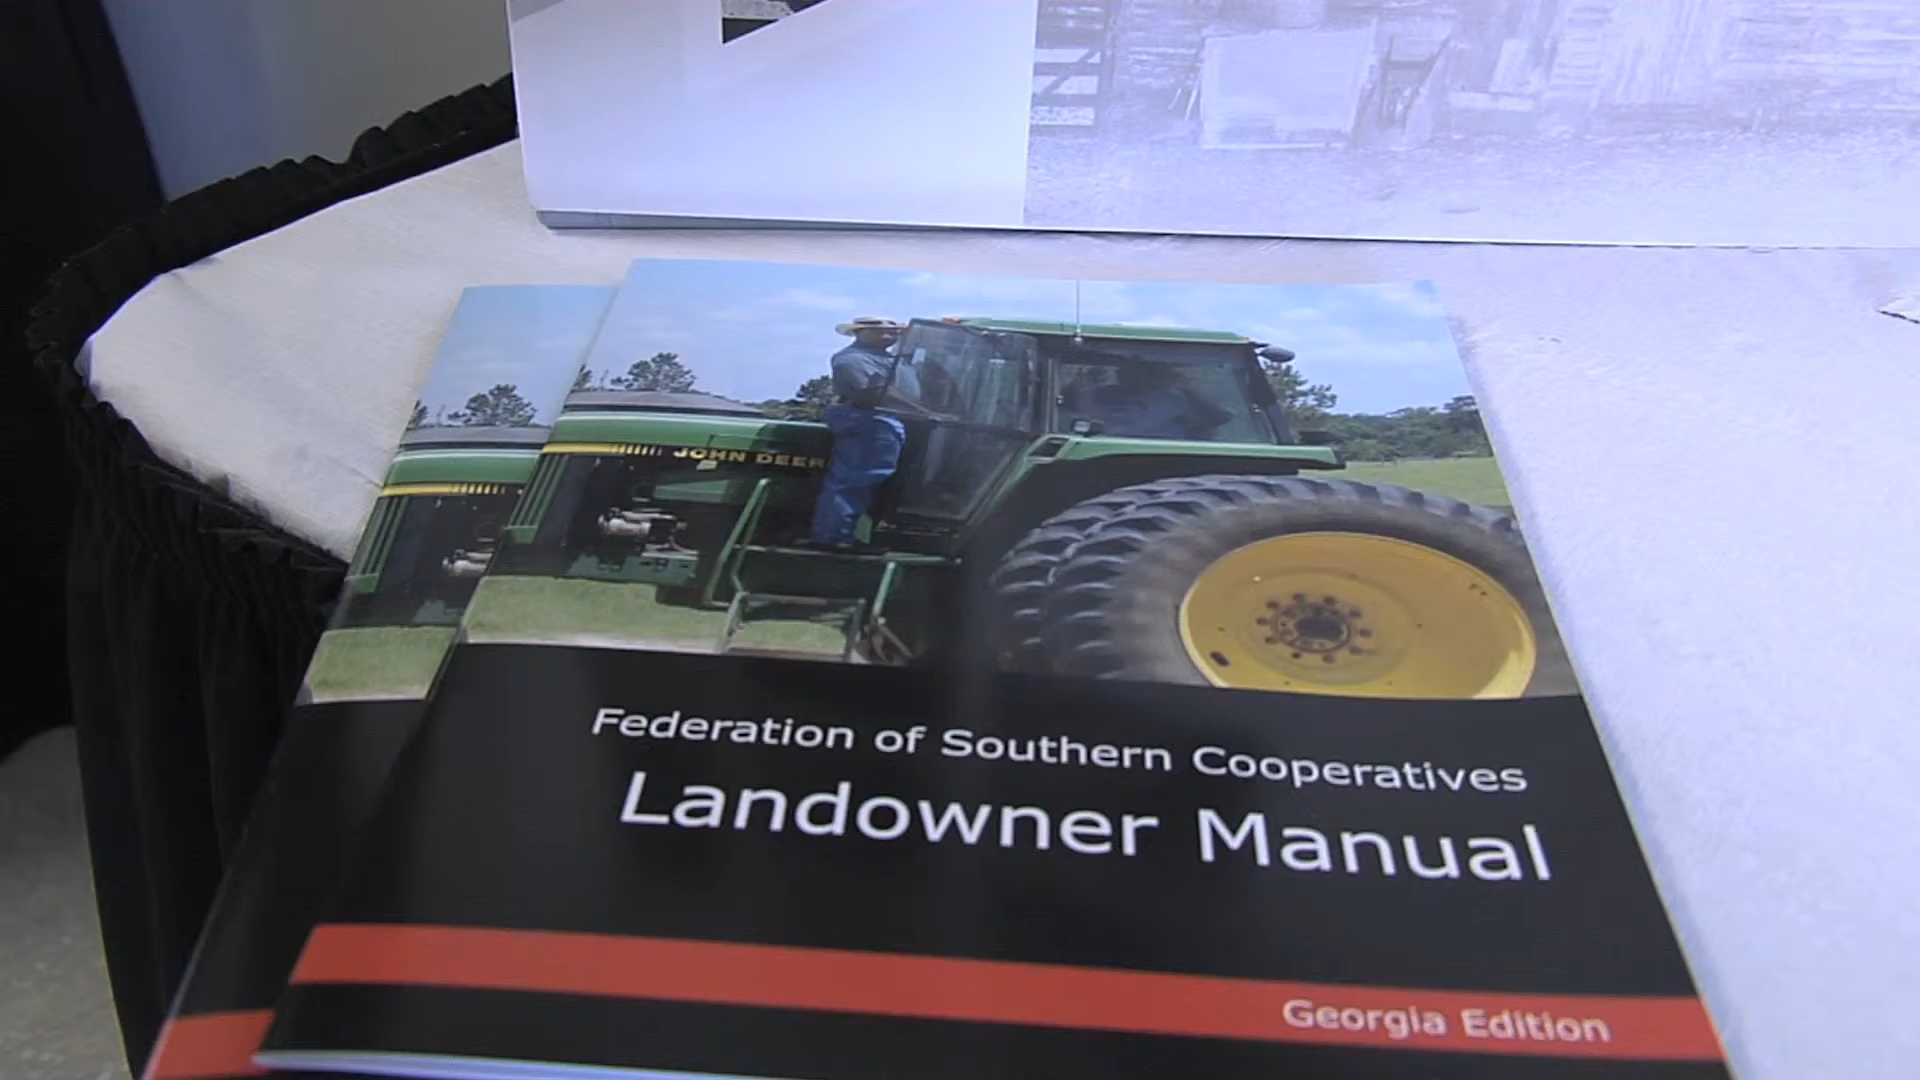 JOHN DEER
Federation of Southern Cooperatives
Landowner Manual
Georgia Edition